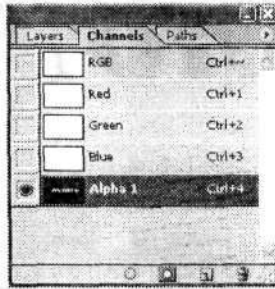 Layers Channels Paths
RGB Ctrl+~
Red Ctrl+1
Green Ctrl+2
Blue Ctrl+3
Alpha 1 Ctrl+4